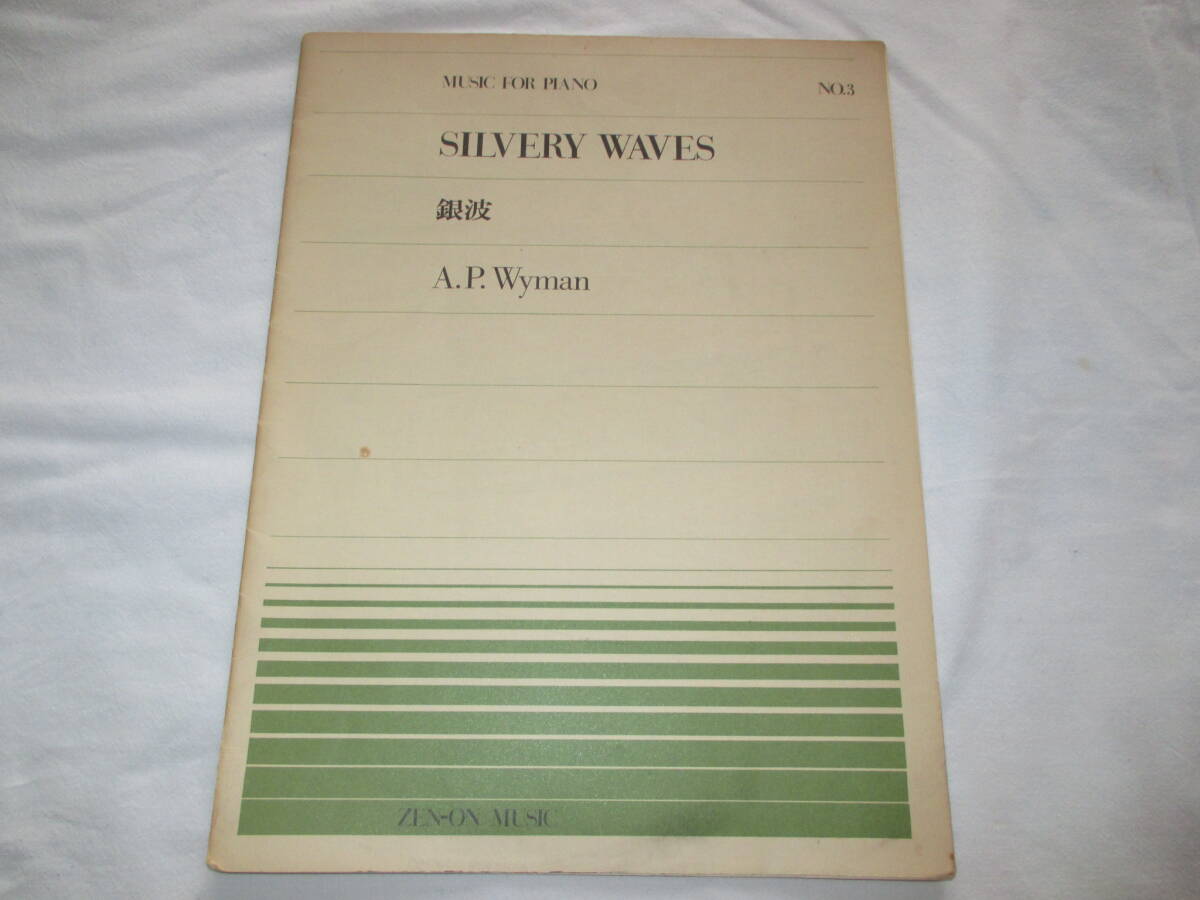 MUSIC FOR PIANO NO.3
SILVERY WAVES
銀波
A.P. Wyman
ZEN-ON MUSIC